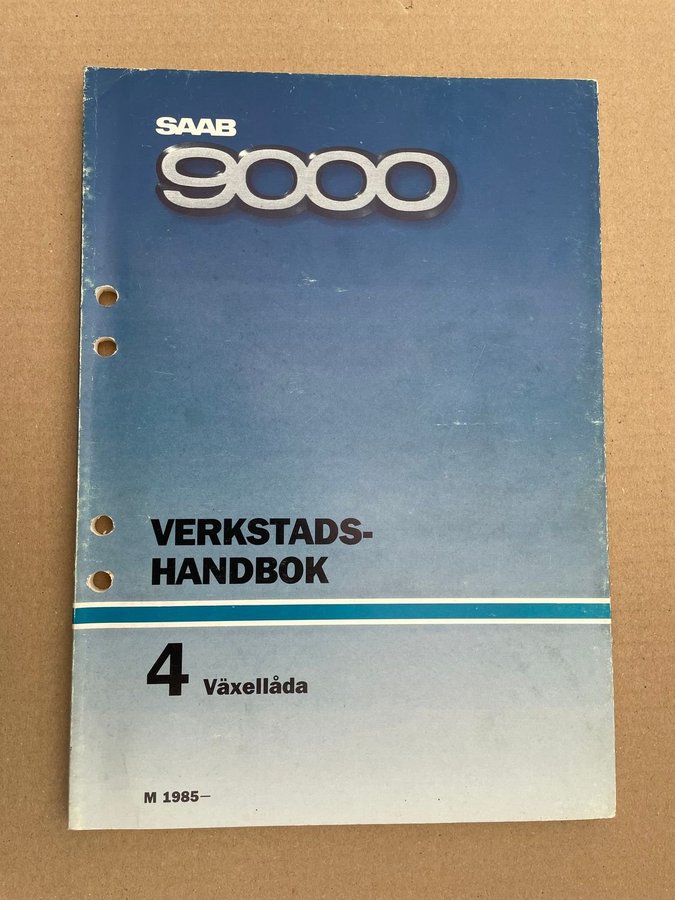 SAAB
9000
VERKSTADS-
HANDBOK
4 Växellåda
M 1985–